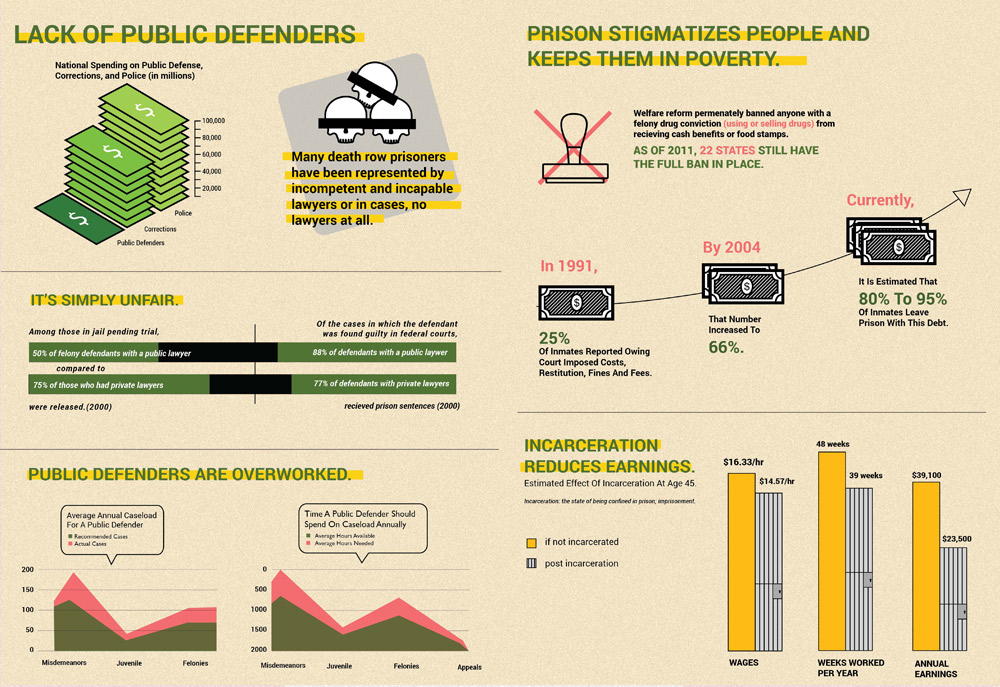 LACK OF PUBLIC DEFENDERS
National Spending on Public Defense,
Corrections, and Police (in millions)
$
$
$
100,000
80,000
60,000
40,000
20,000
Police
Corrections
Public Defenders
Many death row prisoners
have been represented by
incompetent and incapable
lawyers or in cases, no
lawyers at all.
IT'S SIMPLY UNFAIR.
Among those in jail pending trial,
Of the cases in which the defendant
was found guilty in federal courts,
50% of felony defendants with a public lawyer
88% of defendants with a public laywer
compared to
75% of those who had private lawyers
77% of defendants with private lawyers
were released.(2000)
recieved prison sentences (2000)
PUBLIC DEFENDERS ARE OVERWORKED.
Average Annual Caseload
For A Public Defender
Recommended Cases
Actual Cases
200
150
100
50
0
Misdemeanors
Juvenile
Felonies
Time A Public Defender Should
Spend On Caseload Annually
Average Hours Available
Average Hours Needed
0
500
1000
1500
2000
Misdemeanors
Juvenile
Felonies
Appeals
PRISON STIGMATIZES PEOPLE AND
KEEPS THEM IN POVERTY.
Welfare reform permenately banned anyone with a
felony drug conviction (using or selling drugs) from
recieving cash benefits or food stamps.
AS OF 2011, 22 STATES STILL HAVE
THE FULL BAN IN PLACE.
In 1991,
$
25%
Of Inmates Reported Owing
Court Imposed Costs,
Restitution, Fines And Fees.
By 2004
$
That Number
Increased To
66%.
Currently,
$
It Is Estimated That
80% To 95%
Of Inmates Leave
Prison With This Debt.
INCARCERATION
REDUCES EARNINGS.
Estimated Effect Of Incarceration At Age 45.
Incarceration: the state of being confined in prison; imprisonment.
if not incarcerated
post incarceration
$16.33/hr
$14.57/hr
WAGES
48 weeks
39 weeks
WEEKS WORKED
PER YEAR
$39,100
$23,500
ANNUAL
EARNINGS